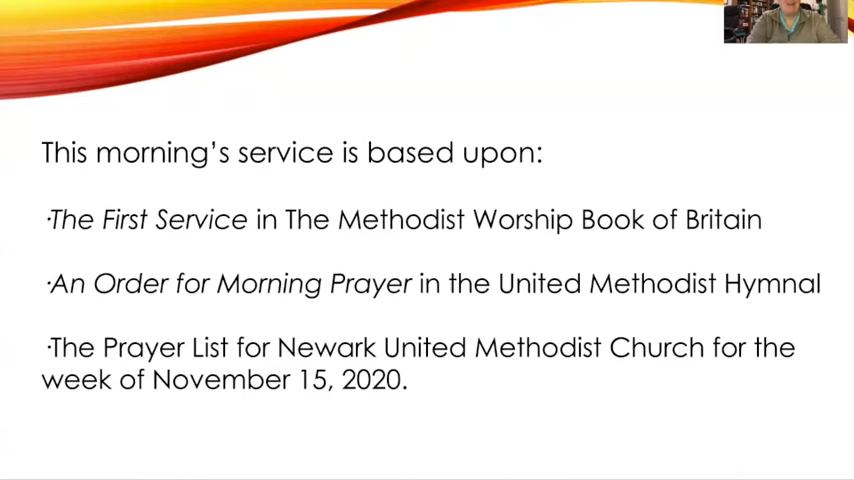 This morning’s service is based upon:
·The First Service in The Methodist Worship Book of Britain
·An Order for Morning Prayer in the United Methodist Hymnal
·The Prayer List for Newark United Methodist Church for the
week of November 15, 2020.